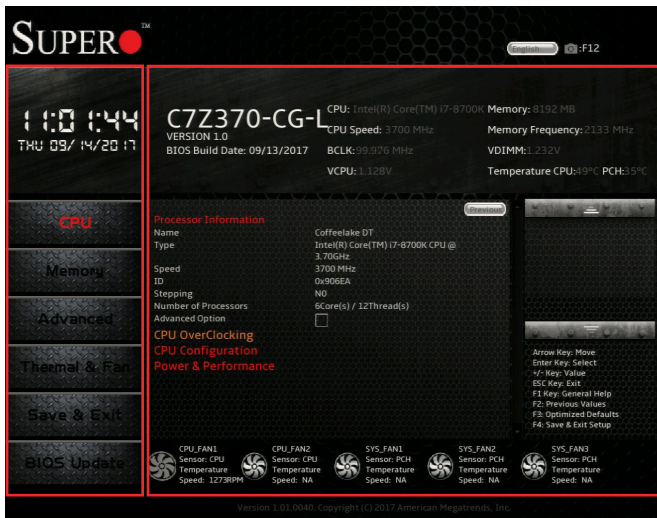 SUPERO™
English :F12
11:01:44
THU 09/14/2017
C7Z370-CG-L
VERSION 1.0
BIOS Build Date: 09/13/2017
CPU: Intel(R) Core(TM) i7-8700K
CPU Speed: 3700 MHz
BCLK:99.976 MHz
VCPU:1.128V
Memory: 8192 MB
Memory Frequency:2133 MHz
VDIMM:1.232V
Temperature CPU:49°C PCH:35°C
CPU
Memory
Advanced
Thermal & Fan
Save & Exit
BIOS Update
Previous
Processor Information
Name Coffeelake DT
Type Intel(R) Core(TM) i7-8700K CPU @
3.70GHz
Speed 3700 MHz
ID 0x906EA
Stepping N0
Number of Processors 6Core(s) / 12Thread(s)
Advanced Option
CPU OverClocking
CPU Configuration
Power & Performance
Arrow Key: Move
Enter Key: Select
+/- Key: Value
ESC Key: Exit
F1 Key: General Help
F2: Previous Values
F3: Optimized Defaults
F4: Save & Exit Setup
CPU_FAN1
Sensor: CPU
Temperature
Speed: 1273RPM
CPU_FAN2
Sensor: CPU
Temperature
Speed: NA
SYS_FAN1
Sensor: PCH
Temperature
Speed: NA
SYS_FAN2
Sensor: PCH
Temperature
Speed: NA
SYS_FAN3
Sensor: PCH
Temperature
Speed: NA
Version 1.01.0040. Copyright (C) 2017 American Megatrends, Inc.